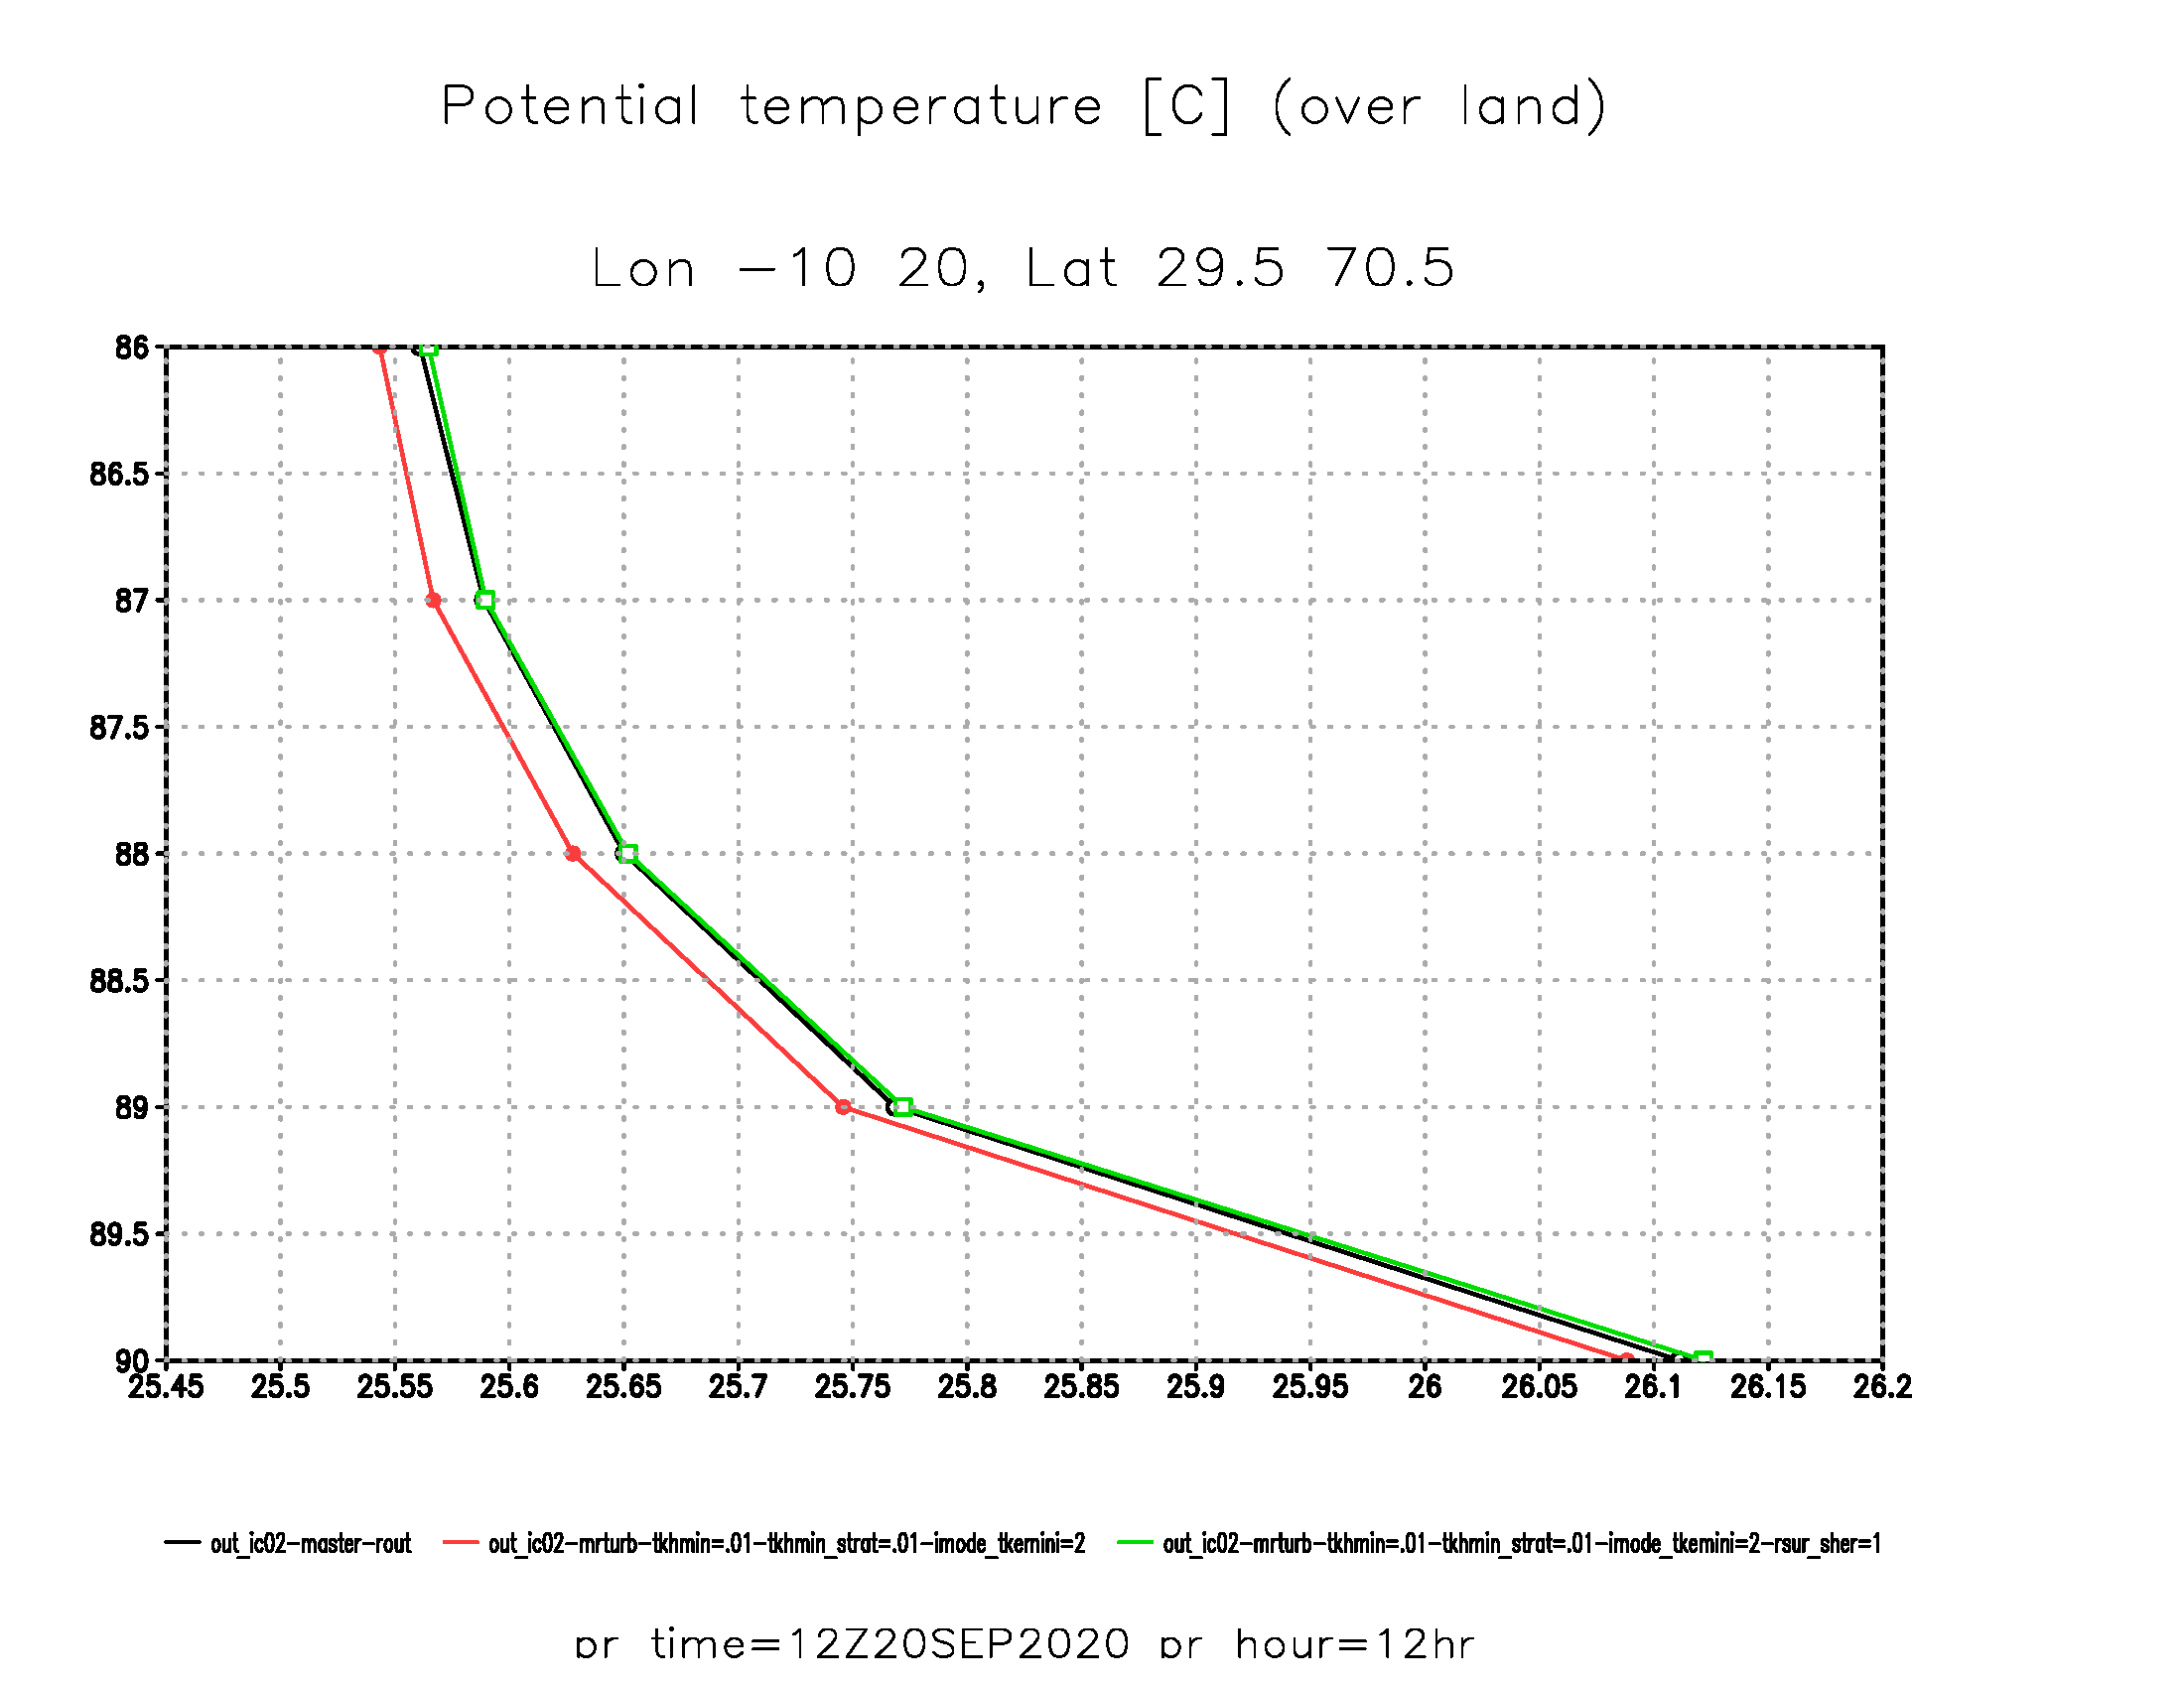 Potential temperature [C] (over land)
Lon -10 20, Lat 29.5 70.5
86
86.5
87
87.5
88
88.5
89
89.5
90
25.45 25.5 25.55 25.6 25.65 25.7 25.75 25.8 25.85 25.9 25.95 26 26.05 26.1 26.15 26.2
out_ic02-master-rout out_ic02-mrturb-tkhmin=.01-tkhmin_strat=.01-imode_tkemini=2 out_ic02-mrturb-tkhmin=.01-tkhmin_strat=.01-imode_tkemini=2-rsur_sher=1
pr time=12Z20SEP2020 pr hour=12hr